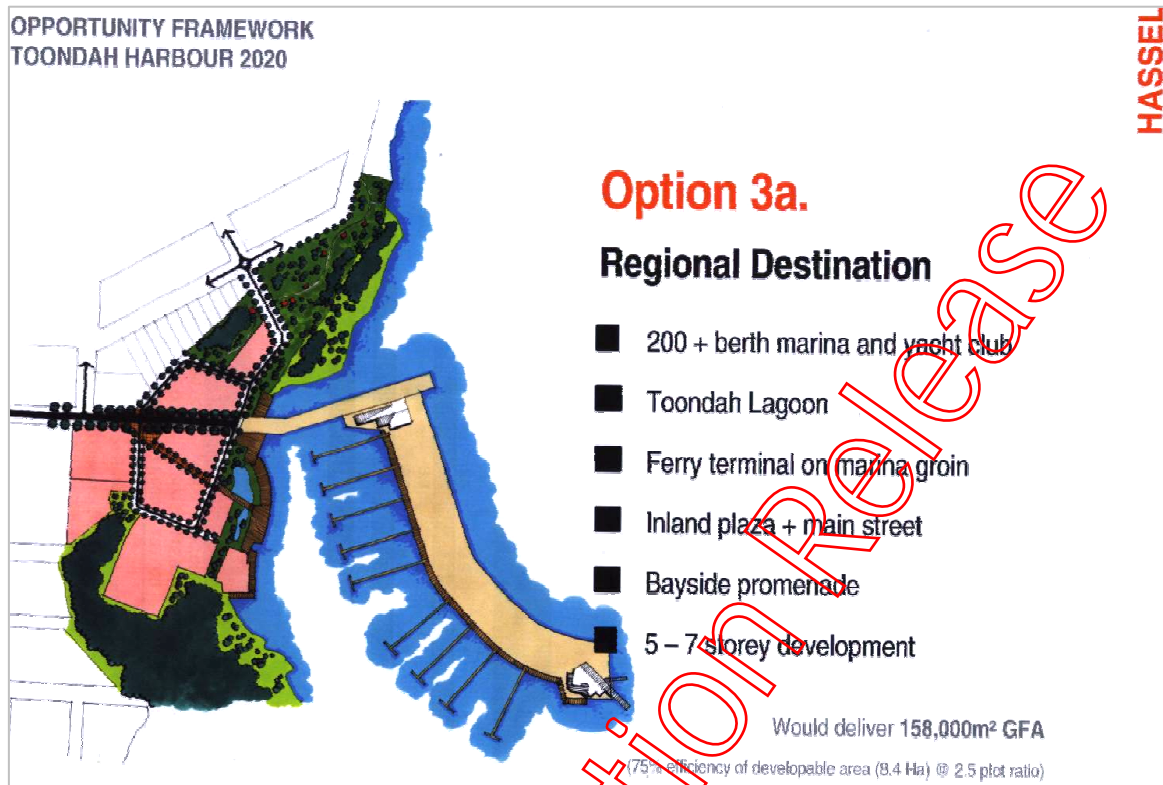 OPPORTUNITY FRAMEWORK
TOONDAH HARBOUR 2020
HASSEL
Option 3a.
Regional Destination
■ 200 + berth marina and yacht club
■ Toondah Lagoon
■ Ferry terminal on marina groin
■ Inland plaza + main street
■ Bayside promenade
■ 5 – 7 storey development
Would deliver 158,000m² GFA
(75% efficiency of developable area (8.4 Ha) @ 2.5 plot ratio)
tion Release